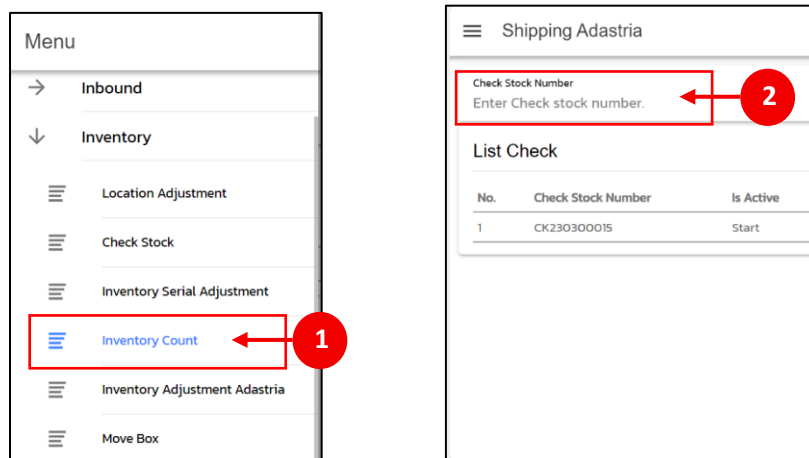 Menu
Inbound
Inventory
Location Adjustment
Check Stock
Inventory Serial Adjustment
Inventory Count
1
Inventory Adjustment Adastria
Move Box
Shipping Adastria
Check Stock Number
Enter Check stock number.
2
List Check
No. Check Stock Number Is Active
1 CK230300015 Start